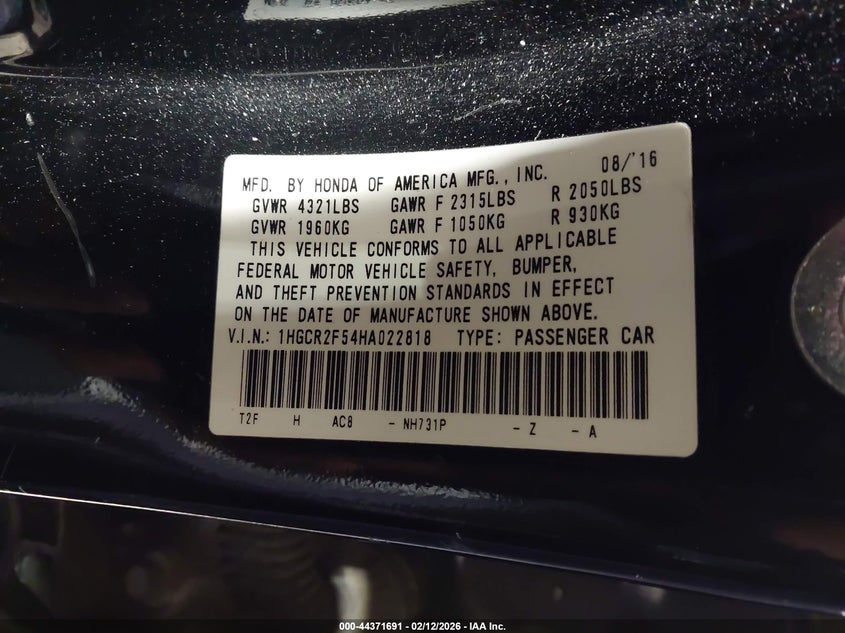 MFD. BY HONDA OF AMERICA MFG., INC. 08/'16
GVWR 4321LBS GAWR F 2315LBS R 2050LBS
GVWR 1960KG GAWR F 1050KG R 930KG
THIS VEHICLE CONFORMS TO ALL APPLICABLE
FEDERAL MOTOR VEHICLE SAFETY, BUMPER,
AND THEFT PREVENTION STANDARDS IN EFFECT
ON THE DATE OF MANUFACTURE SHOWN ABOVE.
V.I.N.: 1HGCR2F54HA022818 TYPE: PASSENGER CAR
T2F H AC8 - NH731P - Z - A
000-44371691 - 02/12/2026 - IAA Inc.